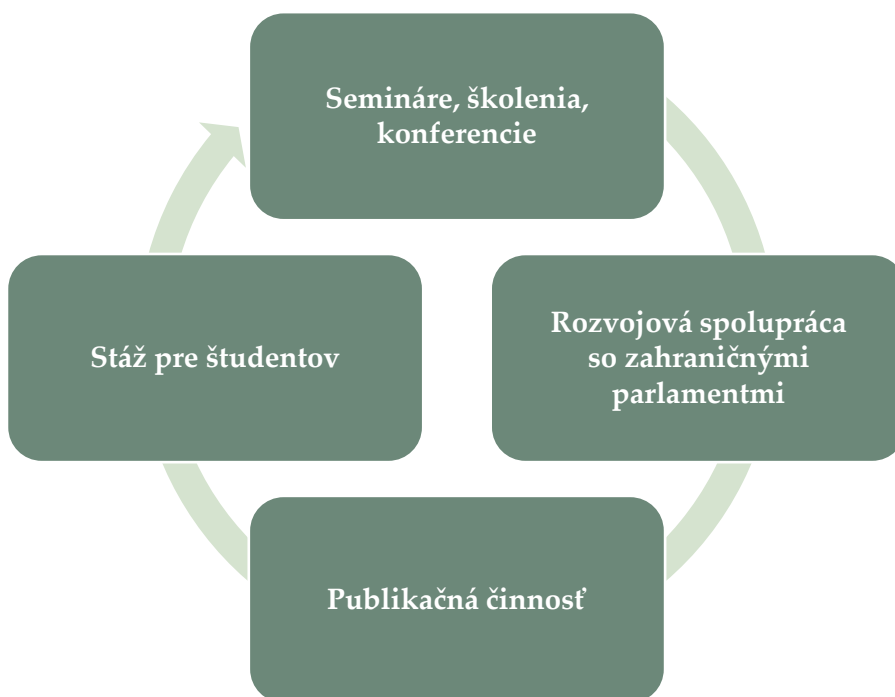 Semináre, školenia,
konferencie
Rozvojová spolupráca
so zahraničnými
parlamentmi
Publikačná činnosť
Stáž pre študentov